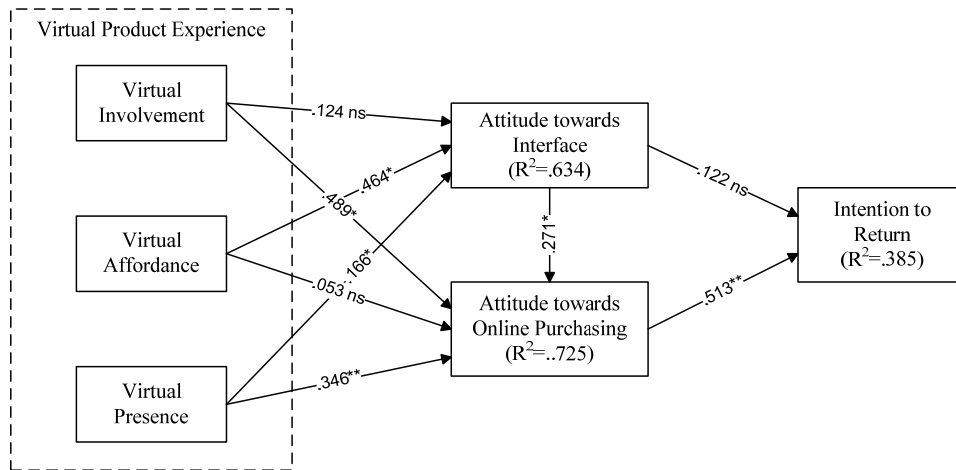 Virtual Product Experience
Virtual
Involvement
.124 ns
Attitude towards
Interface
(R²=.634)
.464*
.489*
.122 ns
Virtual
Affordance
.271*
Intention to
Return
(R²=.385)
.166*
.053 ns
Attitude towards
Online Purchasing
(R²=..725)
.513**
Virtual
Presence
.346**